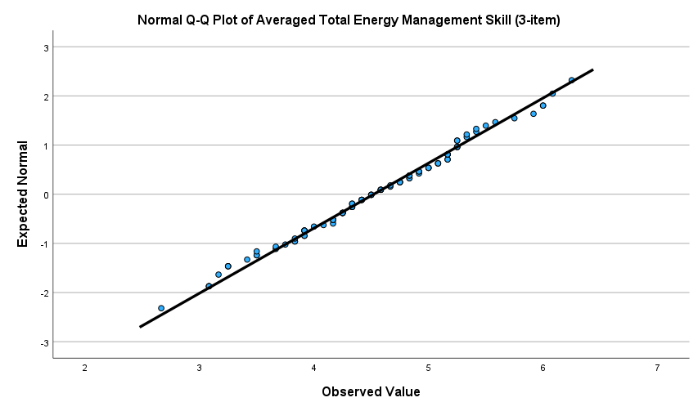 Normal Q-Q Plot of Averaged Total Energy Management Skill (3-item)
3
2
1
0
-1
-2
-3
Expected Normal
2 3 4 5 6 7
Observed Value